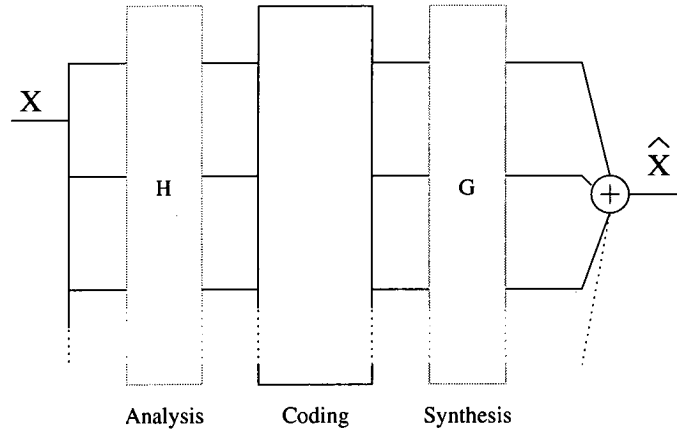 X
H
G
X̂
+
Analysis
Coding
Synthesis